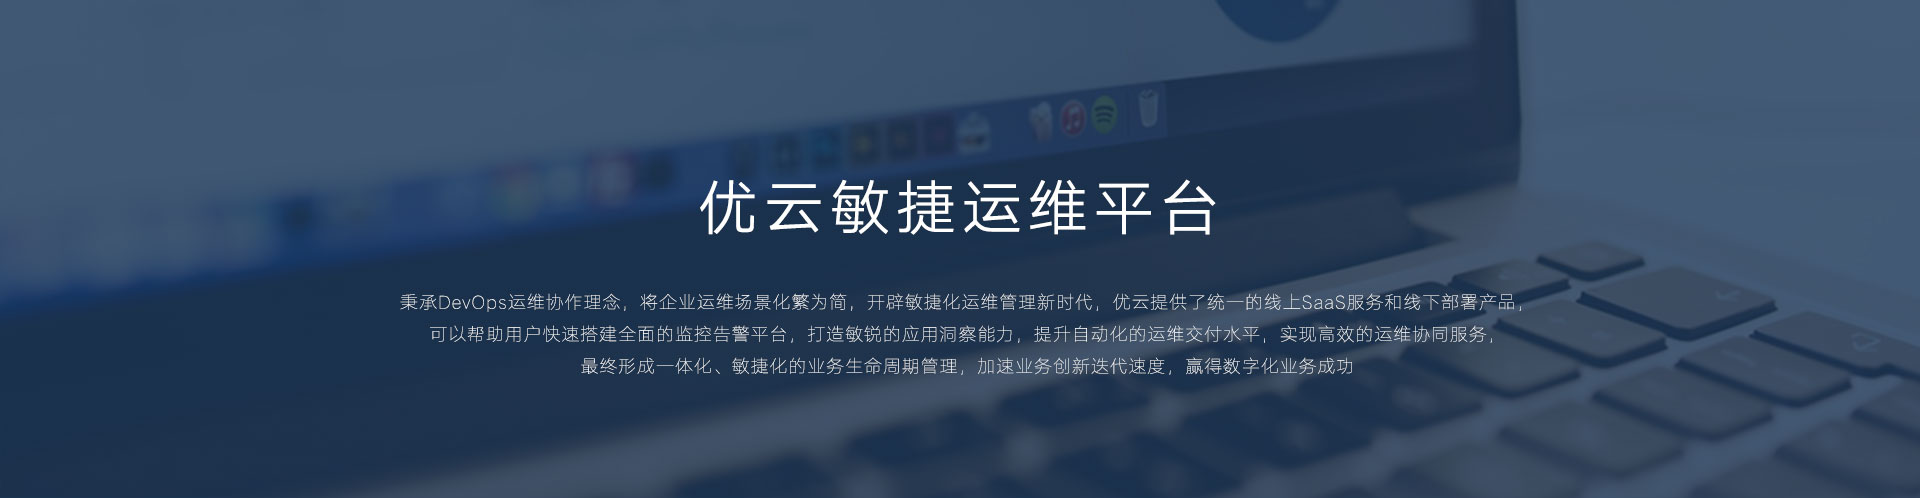 优云敏捷运维平台
秉承DevOps运维协作理念，将企业运维场景化繁为简，开辟敏捷化运维管理新时代，优云提供了统一的线上SaaS服务和线下部署产品，
可以帮助用户快速搭建全面的监控告警平台，打造敏锐的应用洞察能力，提升自动化的运维交付水平，实现高效的运维协同服务，
最终形成一体化、敏捷化的业务生命周期管理，加速业务创新迭代速度，赢得数字化业务成功